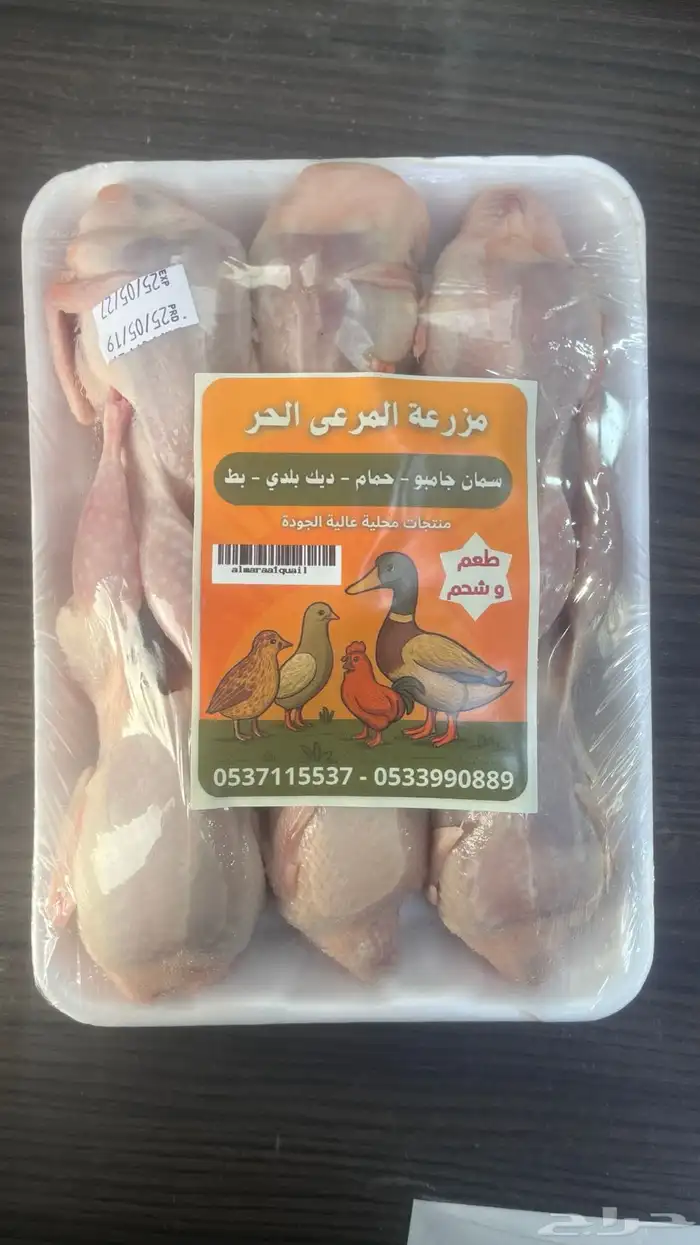 PRD
25/05/19
EXP
25/05/27
مزرعة المرعى الحر
سمان جامبو - حمام - ديك بلدي - بط
منتجات محلية عالية الجودة
almaraa1quail
طعم
و شحم
0537115537 - 0533990889
حراج